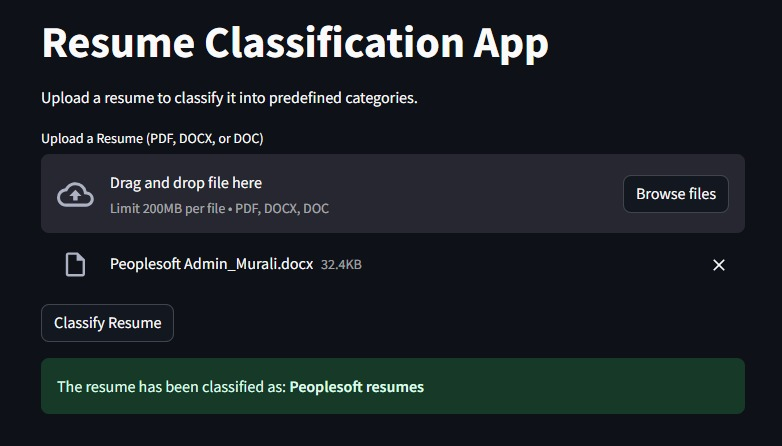 Resume Classification App
Upload a resume to classify it into predefined categories.
Upload a Resume (PDF, DOCX, or DOC)
Drag and drop file here
Limit 200MB per file • PDF, DOCX, DOC
Browse files
Peoplesoft Admin_Murali.docx 32.4KB
Classify Resume
The resume has been classified as: Peoplesoft resumes